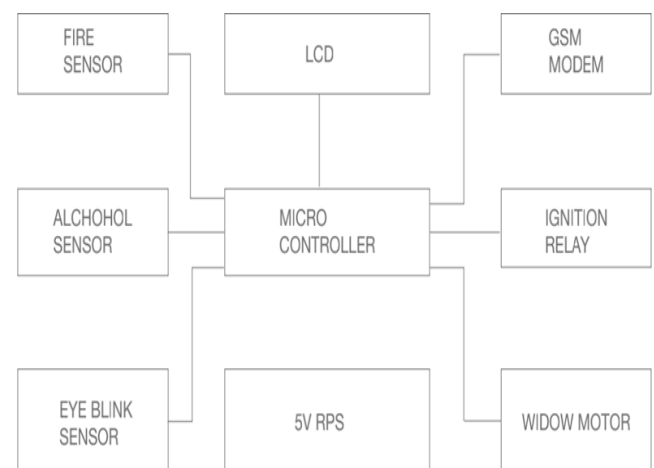 FIRE
SENSOR
LCD
GSM
MODEM
ALCHOHOL
SENSOR
MICRO
CONTROLLER
IGNITION
RELAY
EYE BLINK
SENSOR
5V RPS
WIDOW MOTOR